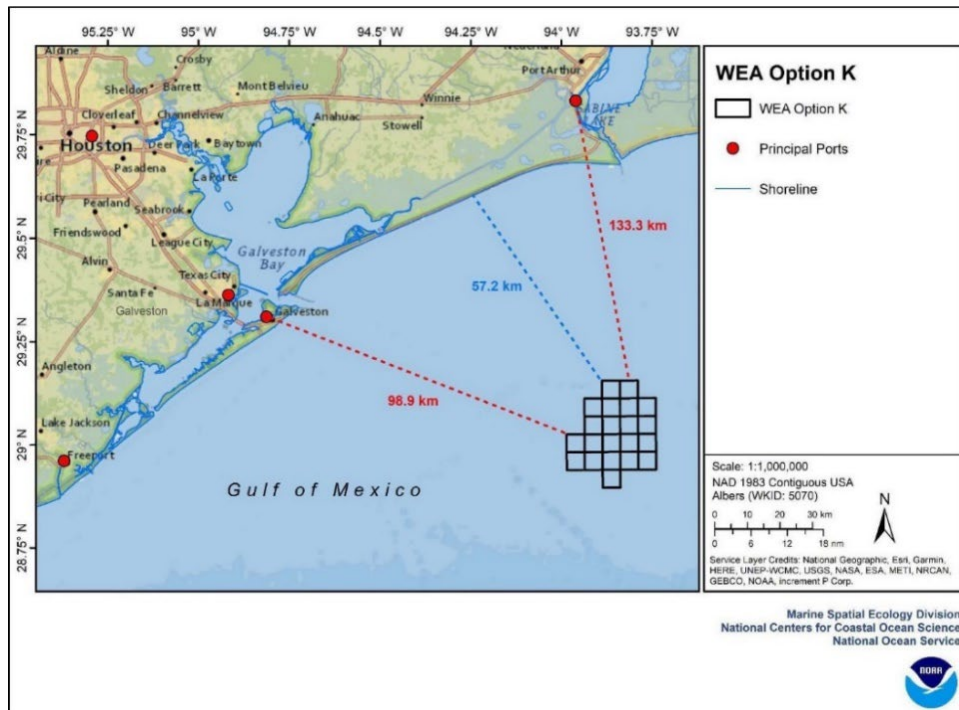 95.25° W 95° W 94.75° W 94.5° W 94.25° W 94° W 93.75° W
Aldine
Crosby
Nederland
Port Arthur
Sheldon
Barrett
Mont Belvieu
Winnie
SABINE
LAKE
Cloverleaf
Channelview
Anahuac
Stowell
29.75° N
Houston
Deer Park
Baytown
Pasadena
La Porte
ri City
Pearland
Seabrook
29.5° N
Friendswood
League City
133.3 km
Galveston
Bay
Alvin
Texas City
57.2 km
Santa Fe
La Marque
Galveston
Galveston
29.25° N
Angleton
98.9 km
Lake Jackson
29° N
Freeport
Gulf of Mexico
28.75° N
WEA Option K
WEA Option K
Principal Ports
Shoreline
Scale: 1:1,000,000
NAD 1983 Contiguous USA
Albers (WKID: 5070)
N
0 10 20 30 km
0 6 12 18 nm
Service Layer Credits: National Geographic, Esri, Garmin,
HERE, UNEP-WCMC, USGS, NASA, ESA, METI, NRCAN,
GEBCO, NOAA, increment P Corp.
Marine Spatial Ecology Division
National Centers for Coastal Ocean Science
National Ocean Service
NOAA